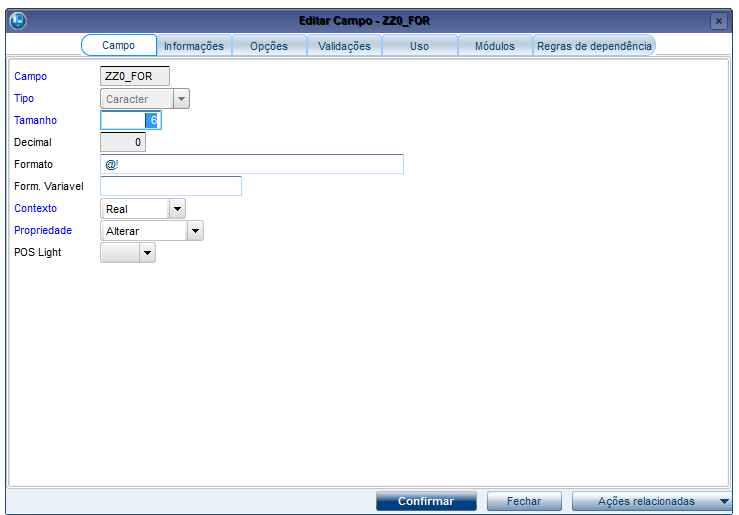 Editar Campo - ZZ0_FOR
Campo Informações Opções Validações Uso Módulos Regras de dependência
Campo ZZ0_FOR
Tipo Caracter
Tamanho 6
Decimal 0
Formato @!
Form. Variavel
Contexto Real
Propriedade Alterar
POS Light
Confirmar Fechar Ações relacionadas